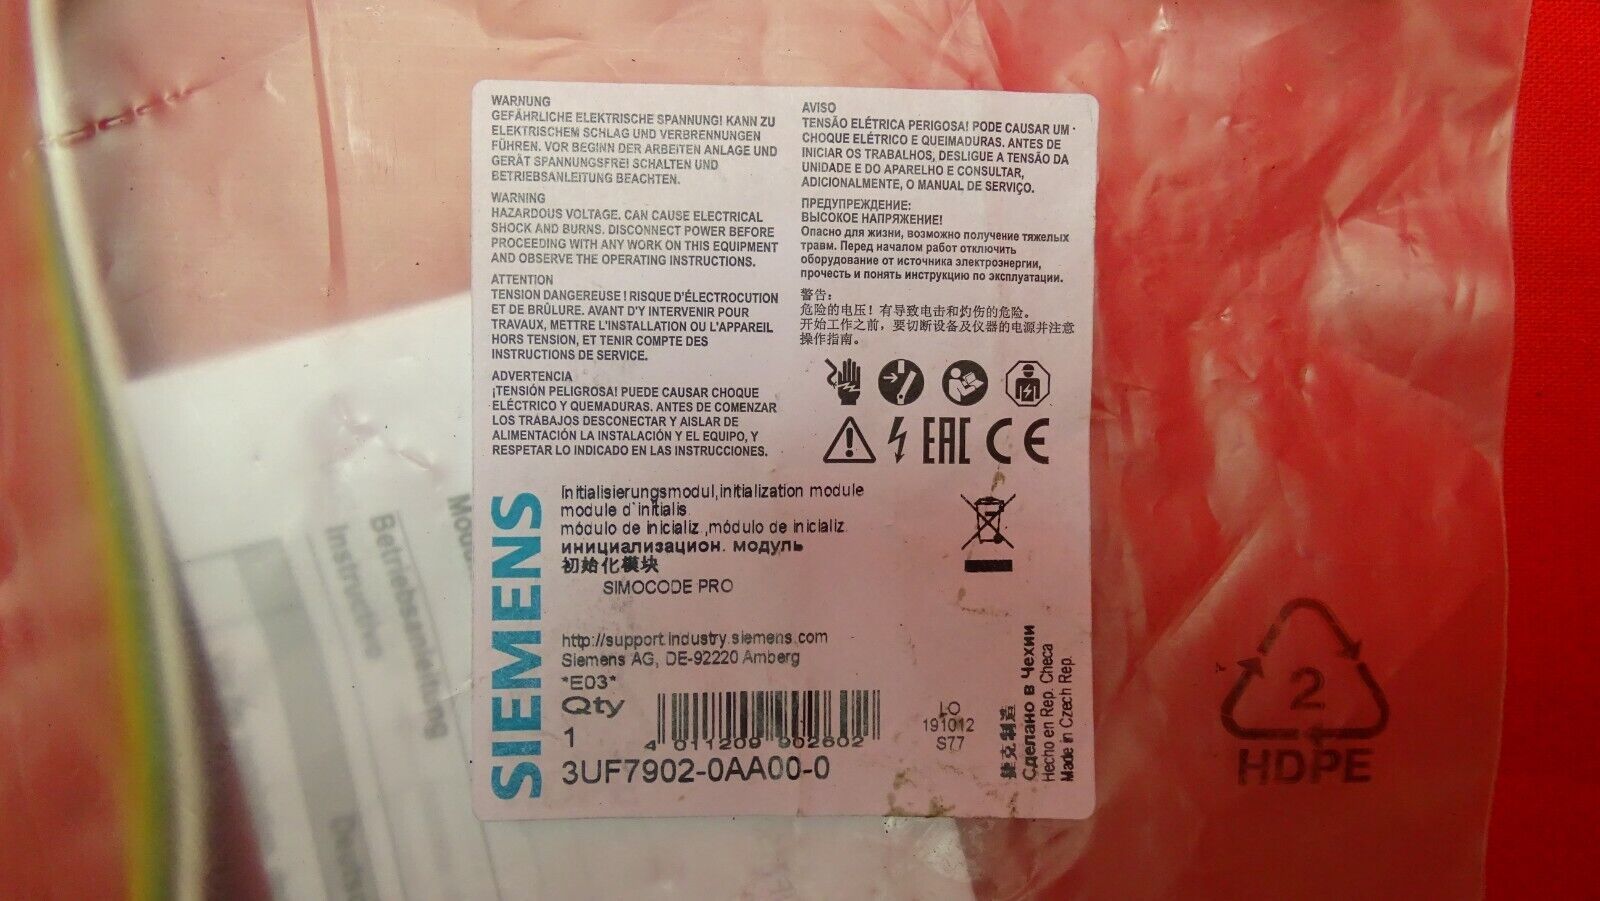 WARNUNG
GEFÄHRLICHE ELEKTRISCHE SPANNUNG! KANN ZU
ELEKTRISCHEM SCHLAG UND VERBRENNUNGEN
FÜHREN. VOR BEGINN DER ARBEITEN ANLAGE UND
GERÄT SPANNUNGSFREI SCHALTEN UND
BETRIEBSANLEITUNG BEACHTEN.
WARNING
HAZARDOUS VOLTAGE. CAN CAUSE ELECTRICAL
SHOCK AND BURNS. DISCONNECT POWER BEFORE
PROCEEDING WITH ANY WORK ON THIS EQUIPMENT
AND OBSERVE THE OPERATING INSTRUCTIONS.
ATTENTION
TENSION DANGEREUSE ! RISQUE D'ÉLECTROCUTION
ET DE BRÛLURE. AVANT D'Y INTERVENIR POUR
TRAVAUX, METTRE L'INSTALLATION OU L'APPAREIL
HORS TENSION, ET TENIR COMPTE DES
INSTRUCTIONS DE SERVICE.
ADVERTENCIA
¡TENSIÓN PELIGROSA! PUEDE CAUSAR CHOQUE
ELÉCTRICO Y QUEMADURAS. ANTES DE COMENZAR
LOS TRABAJOS DESCONECTAR Y AISLAR DE
ALIMENTACIÓN LA INSTALACIÓN Y EL EQUIPO, Y
RESPETAR LO INDICADO EN LAS INSTRUCCIONES.
AVISO
TENSÃO ELÉTRICA PERIGOSA! PODE CAUSAR UM
CHOQUE ELÉTRICO E QUEIMADURAS. ANTES DE
INICIAR OS TRABALHOS, DESLIGUE A TENSÃO DA
UNIDADE E DO APARELHO E CONSULTAR,
ADICIONALMENTE, O MANUAL DE SERVIÇO.
ПРЕДУПРЕЖДЕНИЕ:
ВЫСОКОЕ НАПРЯЖЕНИЕ!
Опасно для жизни, возможно получение тяжелых
травм. Перед началом работ отключить
оборудование от источника электроэнергии,
прочесть и понять инструкцию по эксплуатации.
警告：
危险的电压！有导致电击和灼伤的危险。
开始工作之前，要切断设备及仪器的电源并注意
操作指南。
EAC CE
SIEMENS
Initialisierungsmodul,initialization module
module d'initialis.
módulo de inicializ.,módulo de inicializ.
инициализацион. модуль
初始化模块
SIMOCODE PRO
http://support.industry.siemens.com
Siemens AG, DE-92220 Amberg
*E03*
Qty
1
4 011209 902602
3UF7902-0AA00-0
LO
191012
S77
捷克制造
Сделано в Чехии
Hecho en Rep. Checa
Made in Czech Rep.
2
HDPE
Betriebsanleitung
Instructive